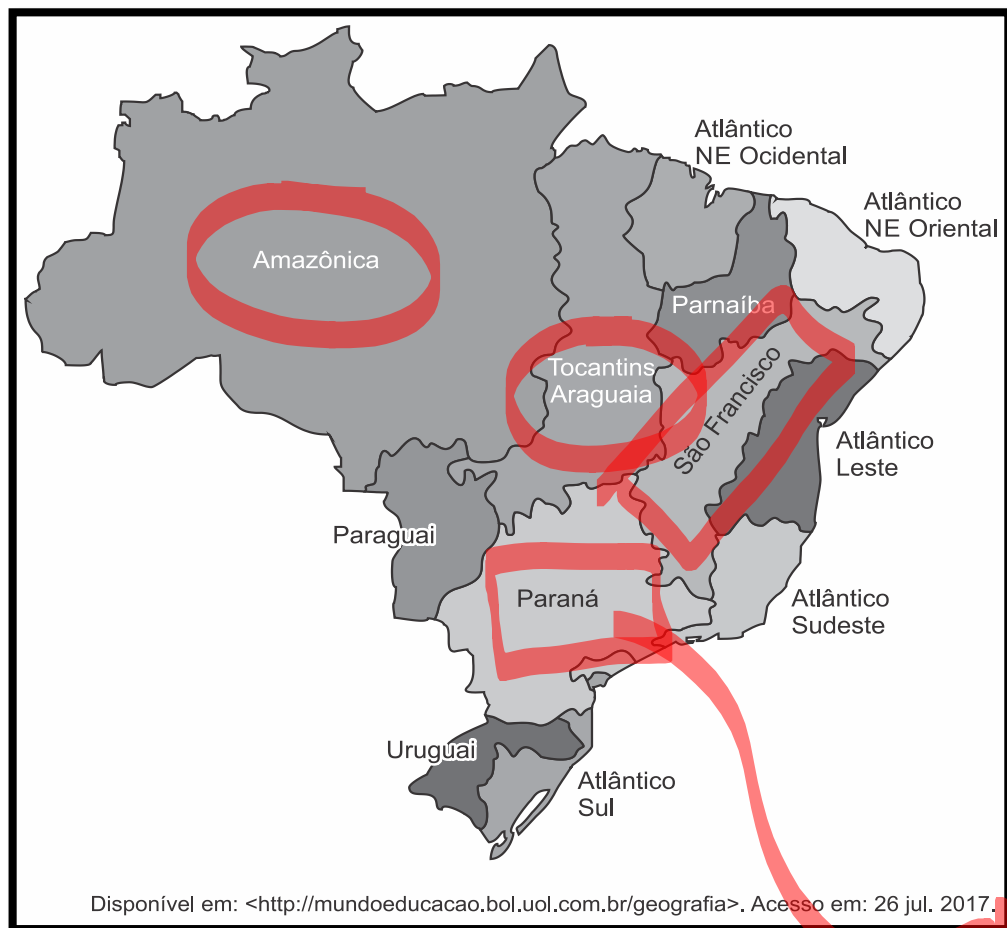 Atlântico
NE Ocidental
Atlântico
NE Oriental
Amazônica
Parnaíba
Tocantins
Araguaia
São Francisco
Atlântico
Leste
Paraguai
Paraná
Atlântico
Sudeste
Uruguai
Atlântico
Sul
Disponível em: <http://mundoeducacao.bol.uol.com.br/geografia>. Acesso em: 26 jul. 2017.